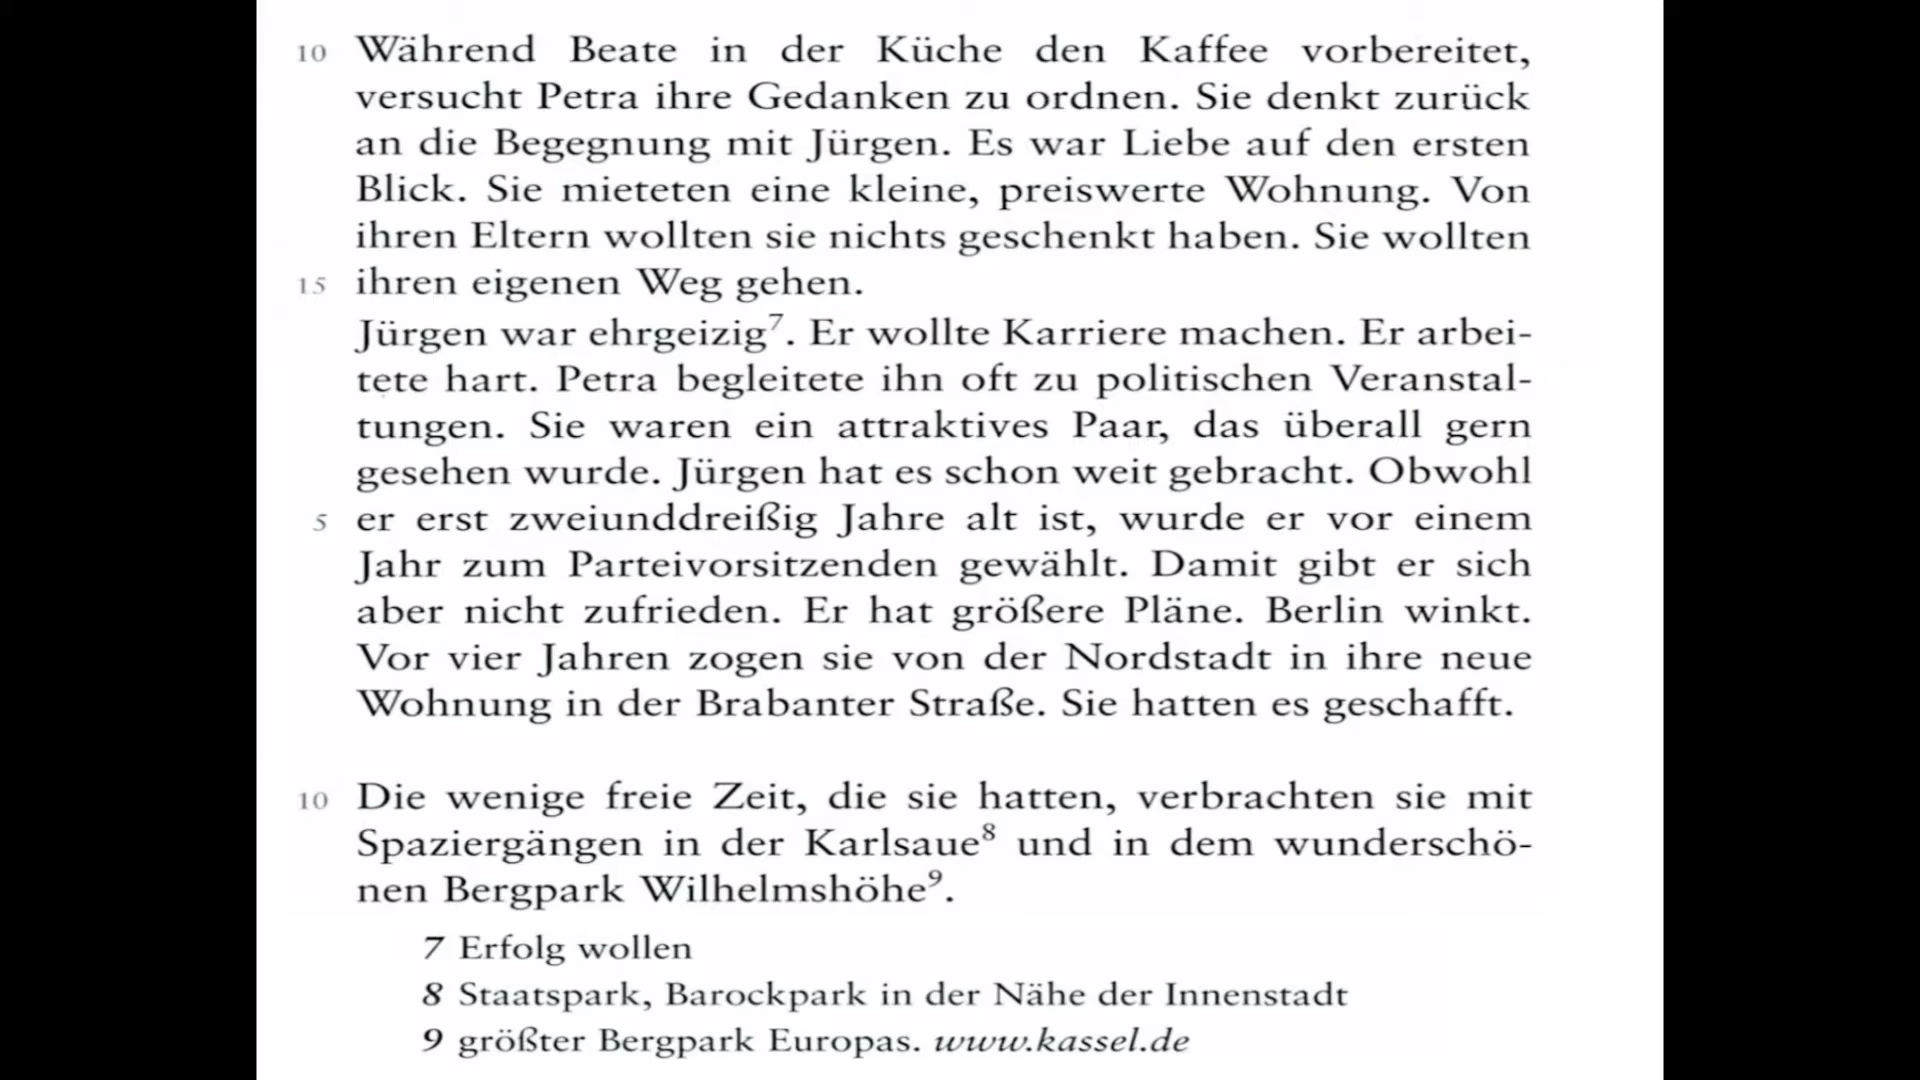 10 Während Beate in der Küche den Kaffee vorbereitet,
versucht Petra ihre Gedanken zu ordnen. Sie denkt zurück
an die Begegnung mit Jürgen. Es war Liebe auf den ersten
Blick. Sie mieteten eine kleine, preiswerte Wohnung. Von
ihren Eltern wollten sie nichts geschenkt haben. Sie wollten
15 ihren eigenen Weg gehen.
Jürgen war ehrgeizig⁷. Er wollte Karriere machen. Er arbei-
tete hart. Petra begleitete ihn oft zu politischen Veranstal-
tungen. Sie waren ein attraktives Paar, das überall gern
gesehen wurde. Jürgen hat es schon weit gebracht. Obwohl
5 er erst zweiunddreißig Jahre alt ist, wurde er vor einem
Jahr zum Parteivorsitzenden gewählt. Damit gibt er sich
aber nicht zufrieden. Er hat größere Pläne. Berlin winkt.
Vor vier Jahren zogen sie von der Nordstadt in ihre neue
Wohnung in der Brabanter Straße. Sie hatten es geschafft.
10 Die wenige freie Zeit, die sie hatten, verbrachten sie mit
Spaziergängen in der Karlsaue⁸ und in dem wunderschö-
nen Bergpark Wilhelmshöhe⁹.
7 Erfolg wollen
8 Staatspark, Barockpark in der Nähe der Innenstadt
9 größter Bergpark Europas. www.kassel.de